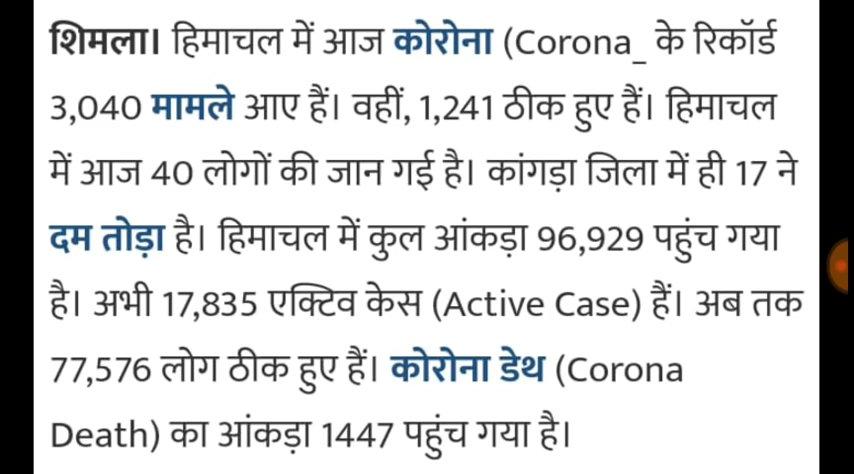 शिमला। हिमाचल में आज कोरोना (Corona_ के रिकॉर्ड
3,040 मामले आए हैं। वहीं, 1,241 ठीक हुए हैं। हिमाचल
में आज 40 लोगों की जान गई है। कांगड़ा जिला में ही 17 ने
दम तोड़ा है। हिमाचल में कुल आंकड़ा 96,929 पहुंच गया
है। अभी 17,835 एक्टिव केस (Active Case) हैं। अब तक
77,576 लोग ठीक हुए हैं। कोरोना डेथ (Corona
Death) का आंकड़ा 1447 पहुंच गया है।